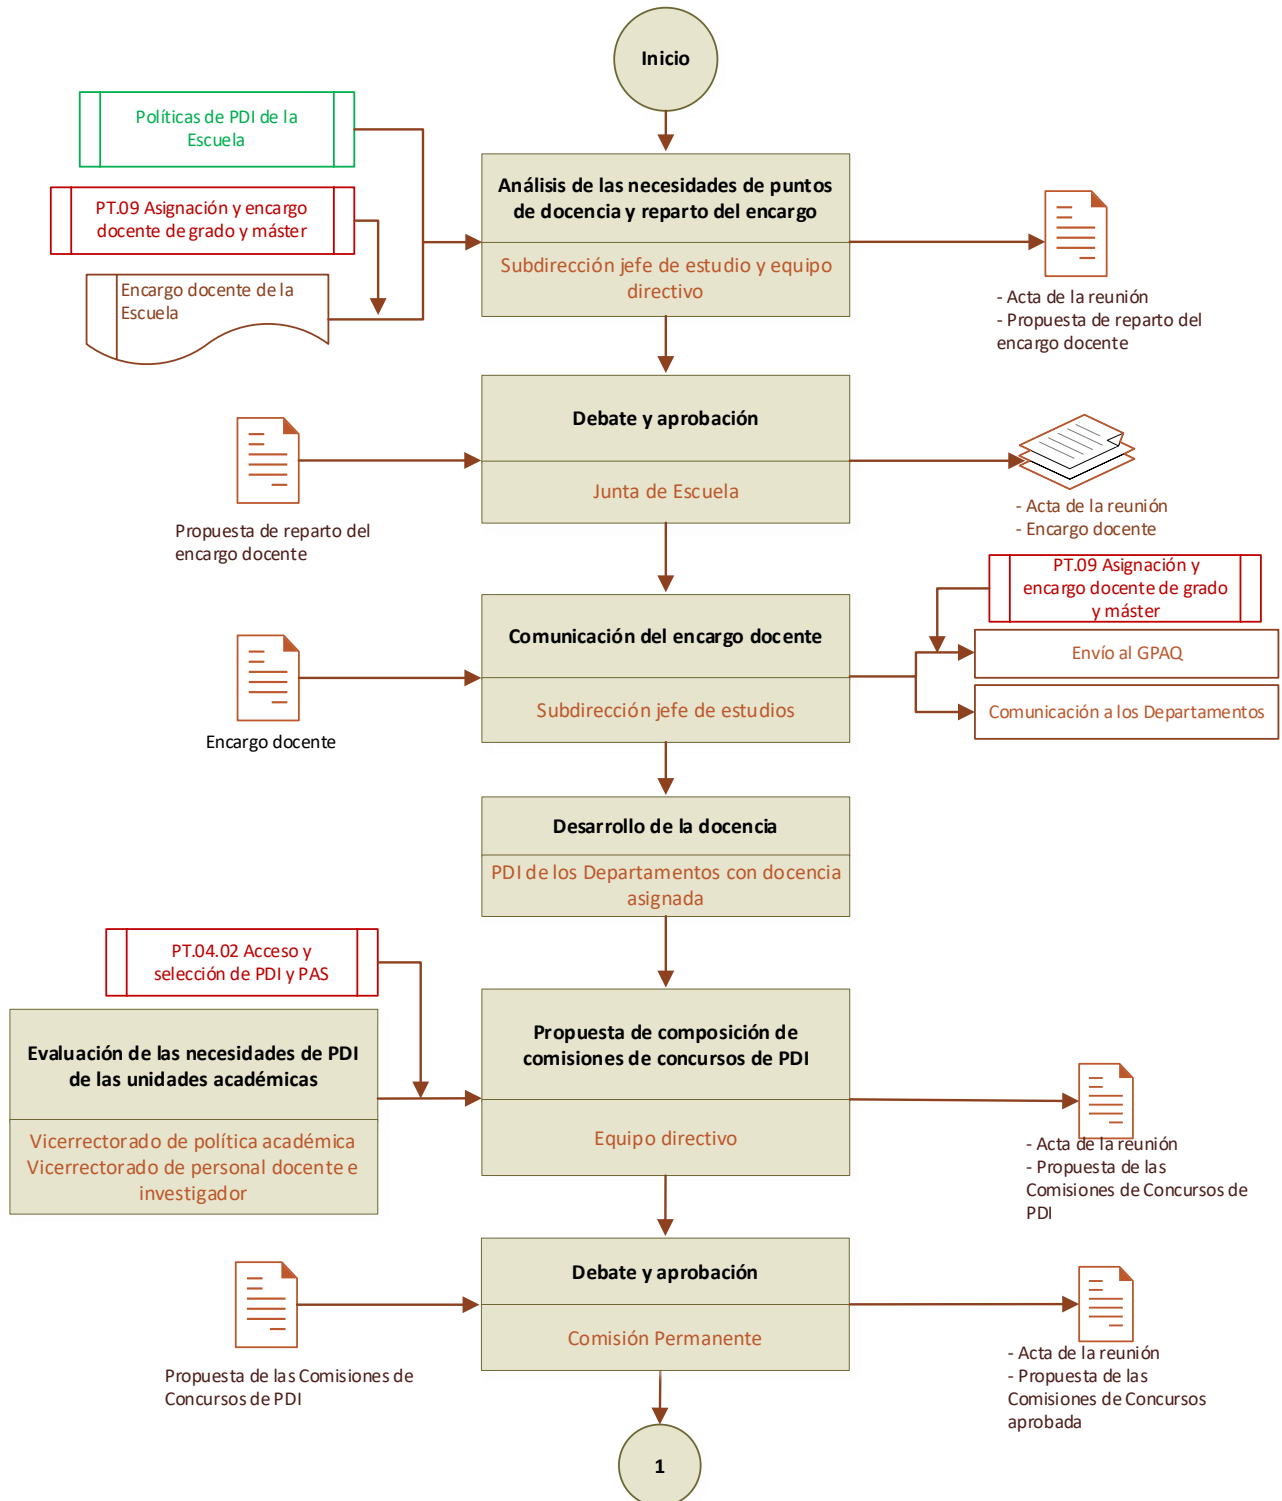 Inicio
Políticas de PDI de la
Escuela
PT.09 Asignación y encargo
docente de grado y máster
Encargo docente de la
Escuela
Análisis de las necesidades de puntos
de docencia y reparto del encargo
Subdirección jefe de estudio y equipo
directivo
- Acta de la reunión
- Propuesta de reparto del
encargo docente
Propuesta de reparto del
encargo docente
Debate y aprobación
Junta de Escuela
- Acta de la reunión
- Encargo docente
Encargo docente
Comunicación del encargo docente
Subdirección jefe de estudios
PT.09 Asignación y
encargo docente de grado
y máster
Envío al GPAQ
Comunicación a los Departamentos
Desarrollo de la docencia
PDI de los Departamentos con docencia
asignada
PT.04.02 Acceso y
selección de PDI y PAS
Evaluación de las necesidades de PDI
de las unidades académicas
Vicerrectorado de política académica
Vicerrectorado de personal docente e
investigador
Propuesta de composición de
comisiones de concursos de PDI
Equipo directivo
- Acta de la reunión
- Propuesta de las
Comisiones de Concursos de
PDI
Propuesta de las Comisiones de
Concursos de PDI
Debate y aprobación
Comisión Permanente
- Acta de la reunión
- Propuesta de las
Comisiones de Concursos
aprobada
1